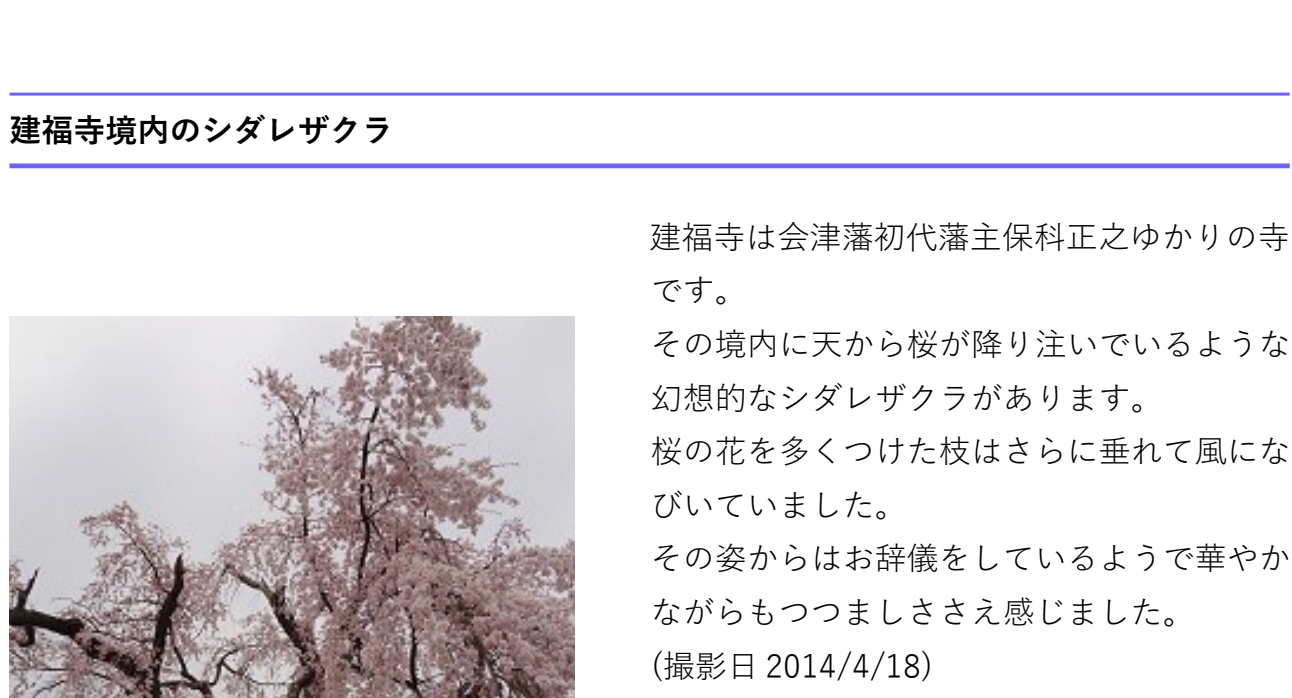 建福寺境内のシダレザクラ
建福寺は会津藩初代藩主保科正之ゆかりの寺
です。
その境内に天から桜が降り注いでいるような
幻想的なシダレザクラがあります。
桜の花を多くつけた枝はさらに垂れて風にな
びいていました。
その姿からはお辞儀をしているようで華やか
ながらもつつましささえ感じました。
(撮影日 2014/4/18)